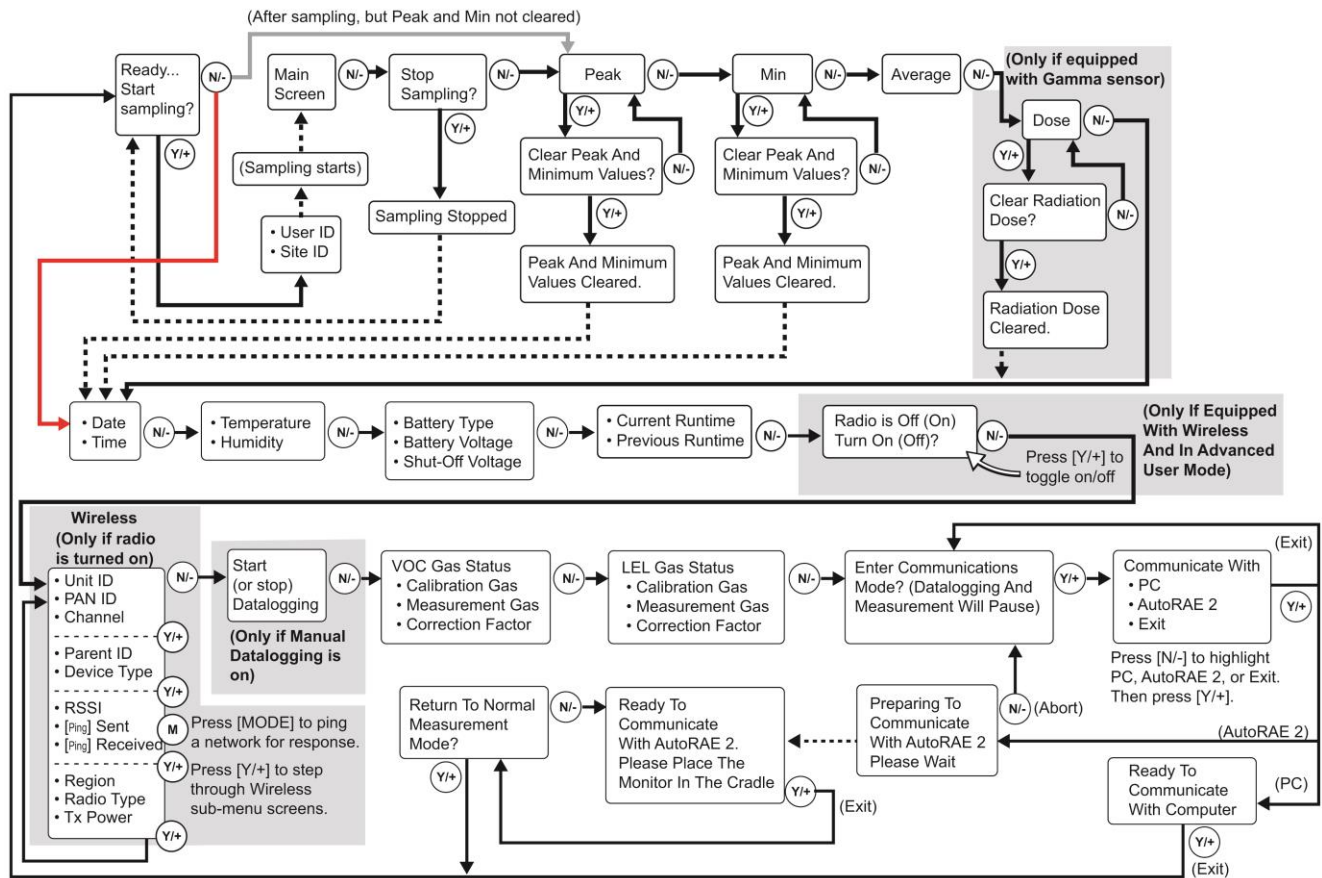 (After sampling, but Peak and Min not cleared)
Ready...
Start
sampling?
N/-
Y/+
Main
Screen
N/-
(Sampling starts)
• User ID
• Site ID
Stop
Sampling?
N/-
Y/+
Sampling Stopped
Peak
N/-
Y/+
Clear Peak And
Minimum Values?
N/-
Y/+
Peak And Minimum
Values Cleared.
Min
N/-
Y/+
Clear Peak And
Minimum Values?
N/-
Y/+
Peak And Minimum
Values Cleared.
Average
N/-
(Only if equipped
with Gamma sensor)
Dose
N/-
Y/+
Clear Radiation
Dose?
N/-
Y/+
Radiation Dose
Cleared.
• Date
• Time
N/-
• Temperature
• Humidity
N/-
• Battery Type
• Battery Voltage
• Shut-Off Voltage
N/-
• Current Runtime
• Previous Runtime
N/-
Radio is Off (On)
Turn On (Off)?
N/-
Press [Y/+] to
toggle on/off
(Only If Equipped
With Wireless
And In Advanced
User Mode)
Wireless
(Only if radio
is turned on)
• Unit ID
• PAN ID
• Channel
N/-
Y/+
• Parent ID
• Device Type
Y/+
• RSSI
• [Ping] Sent
• [Ping] Received
M
Press [MODE] to ping
a network for response.
Y/+
Press [Y/+] to step
through Wireless
sub-menu screens.
• Region
• Radio Type
• Tx Power
Y/+
Start
(or stop)
Datalogging
N/-
(Only if Manual
Datalogging is
on)
VOC Gas Status
• Calibration Gas
• Measurement Gas
• Correction Factor
N/-
LEL Gas Status
• Calibration Gas
• Measurement Gas
• Correction Factor
N/-
Enter Communications
Mode? (Datalogging And
Measurement Will Pause)
Y/+
Communicate With
• PC
• AutoRAE 2
• Exit
(Exit)
Y/+
Press [N/-] to highlight
PC, AutoRAE 2, or Exit.
Then press [Y/+].
Return To Normal
Measurement
Mode?
N/-
Y/+
Ready To
Communicate
With AutoRAE 2.
Please Place The
Monitor In The Cradle
Y/+
(Exit)
Preparing To
Communicate
With AutoRAE 2
Please Wait
N/-
(Abort)
(AutoRAE 2)
Ready To
Communicate
With Computer
(PC)
Y/+
(Exit)